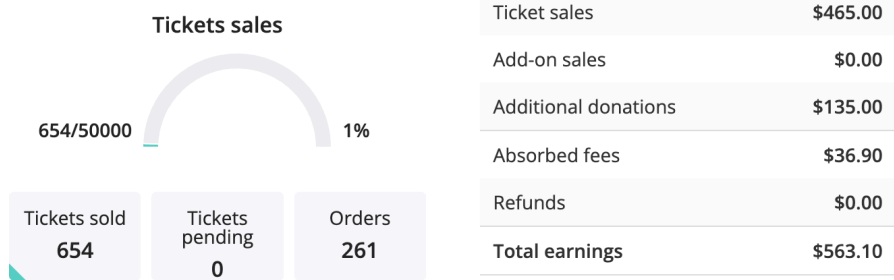 Tickets sales
654/50000
1%
Tickets sold
654
Tickets
pending
0
Orders
261
Ticket sales $465.00
Add-on sales $0.00
Additional donations $135.00
Absorbed fees $36.90
Refunds $0.00
Total earnings $563.10